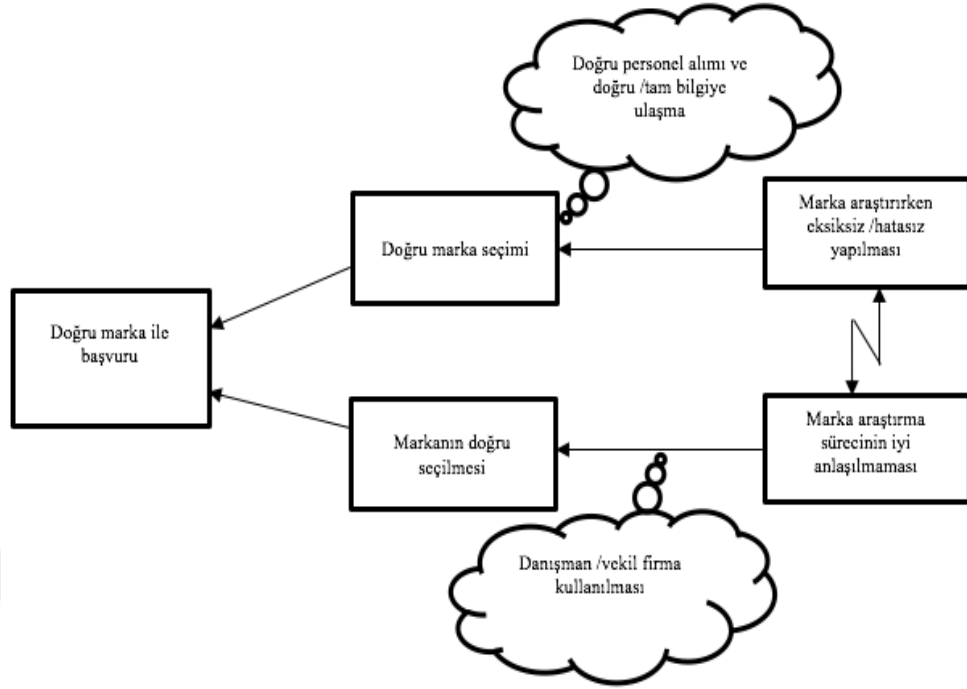 Doğru personel alımı ve
doğru /tam bilgiye
ulaşma
Marka araştırırken
eksiksiz /hatasız
yapılması
Doğru marka seçimi
Doğru marka ile
başvuru
Markanın doğru
seçilmesi
Marka araştırma
sürecinin iyi
anlaşılmaması
Danışman /vekil firma
kullanılması